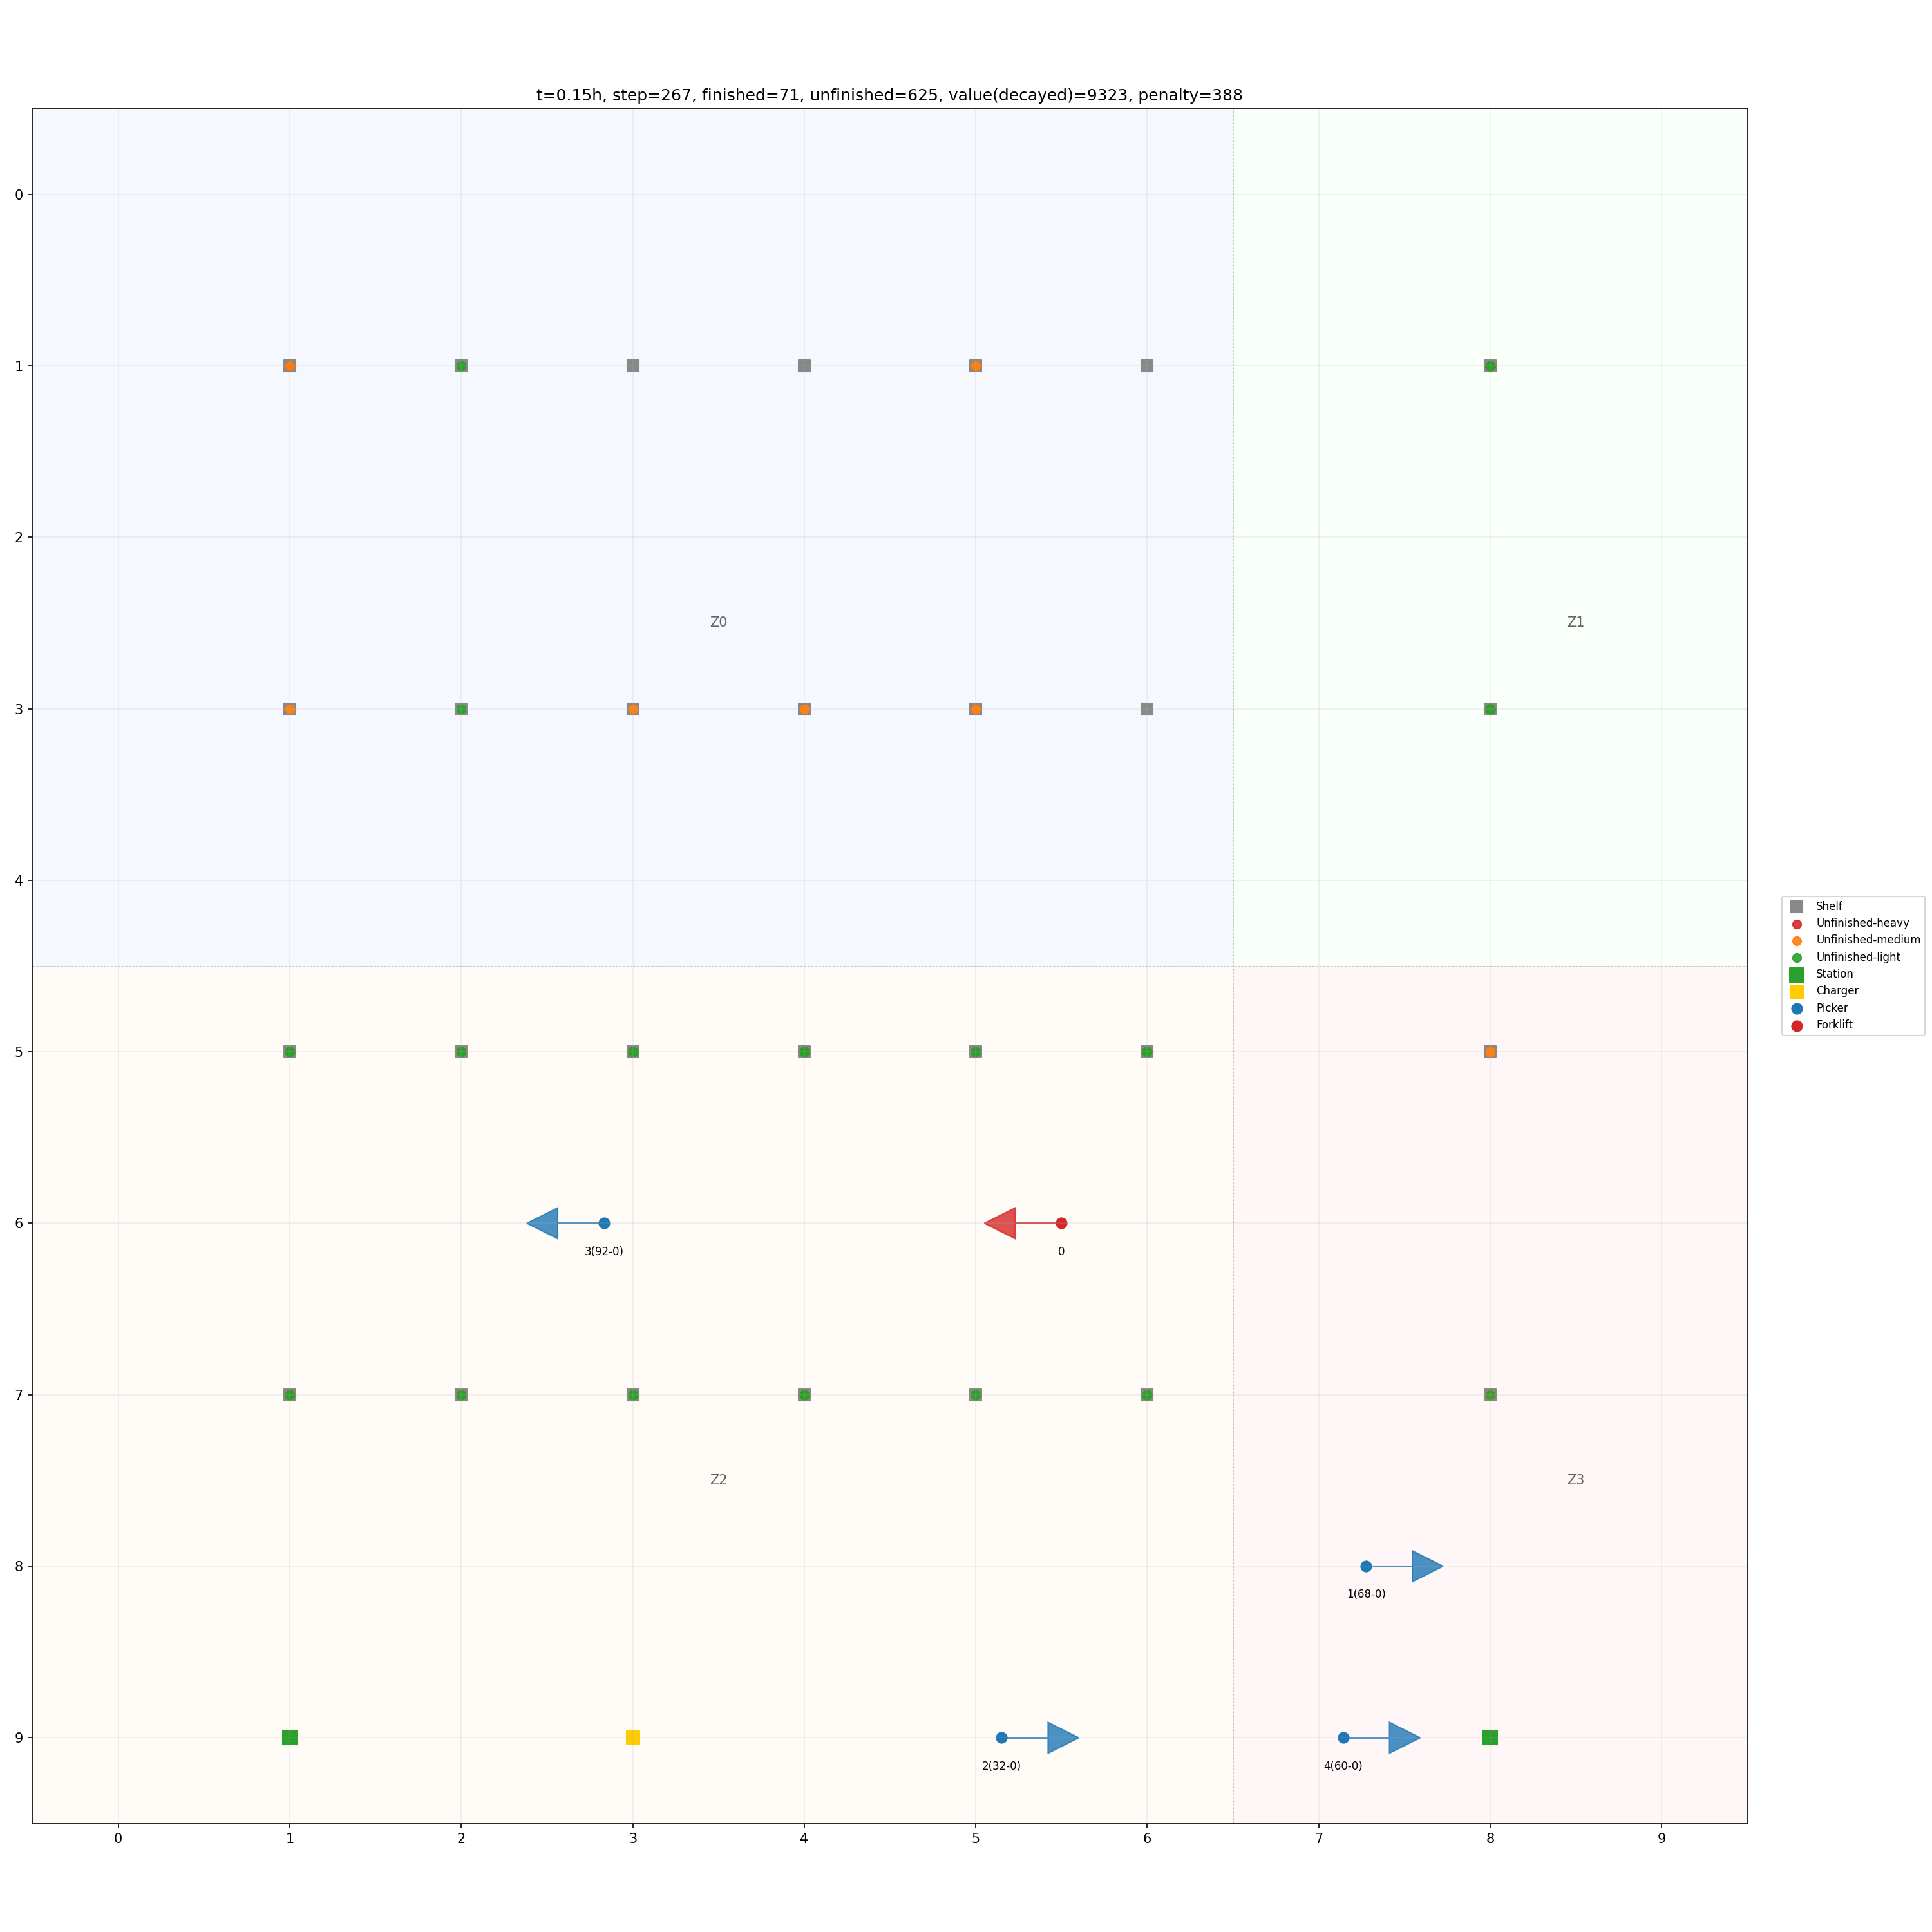 t=0.15h, step=267, finished=71, unfinished=625, value(decayed)=9323, penalty=388
0
1
2
Z0
Z1
3
4
Shelf
Unfinished-heavy
Unfinished-medium
Unfinished-light
Station
Charger
Picker
Forklift
5
6
3(92-0)
0
7
Z2
Z3
8
1(68-0)
9
2(32-0)
4(60-0)
0 1 2 3 4 5 6 7 8 9